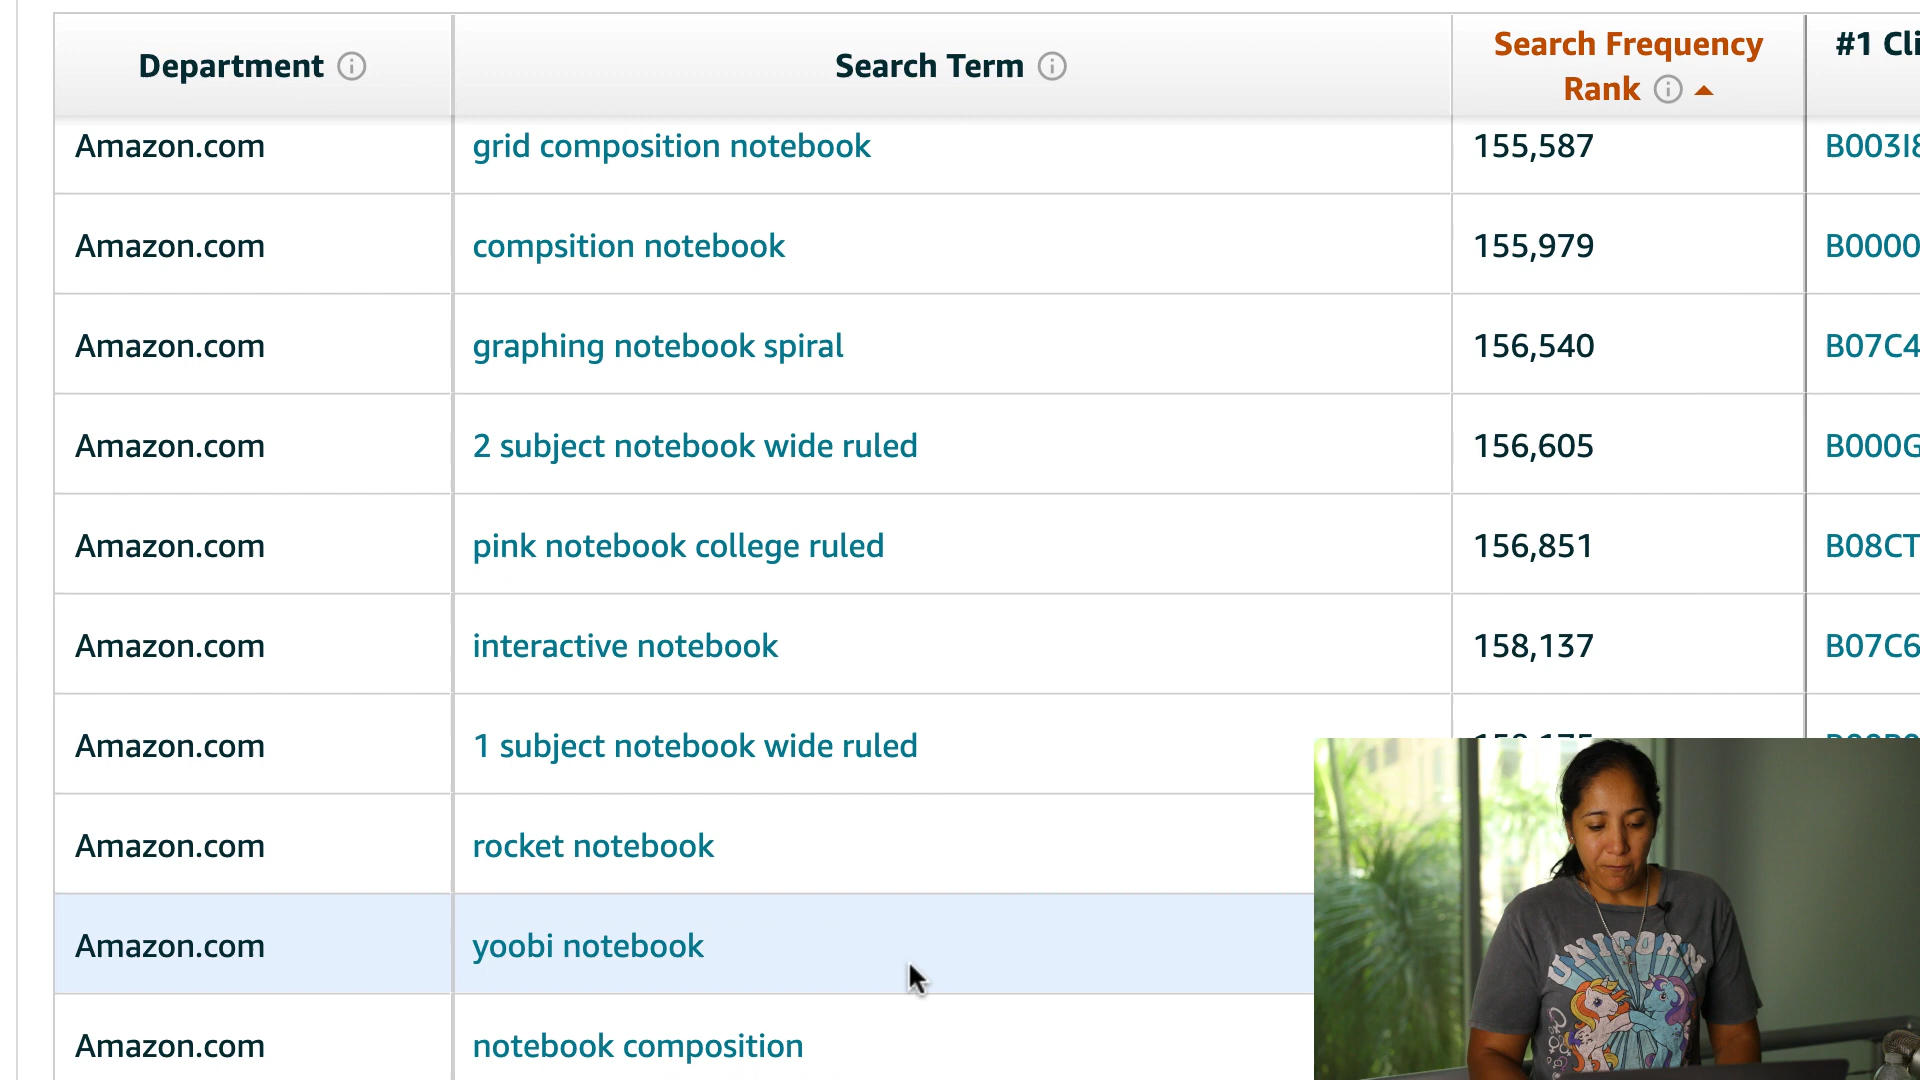 Department
Search Term
Search Frequency
Rank
#1 Cli
Amazon.com grid composition notebook 155,587 B003I8
Amazon.com compsition notebook 155,979 B0000
Amazon.com graphing notebook spiral 156,540 B07C4
Amazon.com 2 subject notebook wide ruled 156,605 B000G
Amazon.com pink notebook college ruled 156,851 B08CT
Amazon.com interactive notebook 158,137 B07C6
Amazon.com 1 subject notebook wide ruled
Amazon.com rocket notebook
Amazon.com yoobi notebook
Amazon.com notebook composition
UNICORN